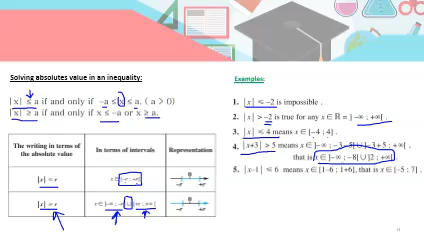 Solving absolutes value in an inequality:
|x| ≤ a if and only if –a ≤ x ≤ a. ( a > 0))
|x| ≥ a if and only if x ≤ –a or x ≥ a.
The writing in terms of the absolute value
In terms of intervals
Representation
Examples:
1. |x| ≤ –2 is impossible .
2. |x| > –2 is true for any x ∈ ℝ = ] –∞ ; +∞[ .
3. |x| ≤ 4 means x ∈ [–4 ; 4] .
4. |x+3| > 5 means x ∈ ]–∞ ; –3–5[ ∪ ]–3+5 ; +∞[ ,
that is x ∈ ]–∞ ; –8[ ∪ ]2 ; +∞[ .
5. |x–1| ≤ 6 means x ∈ [1–6 ; 1+6], that is x ∈ [–5 ; 7] .